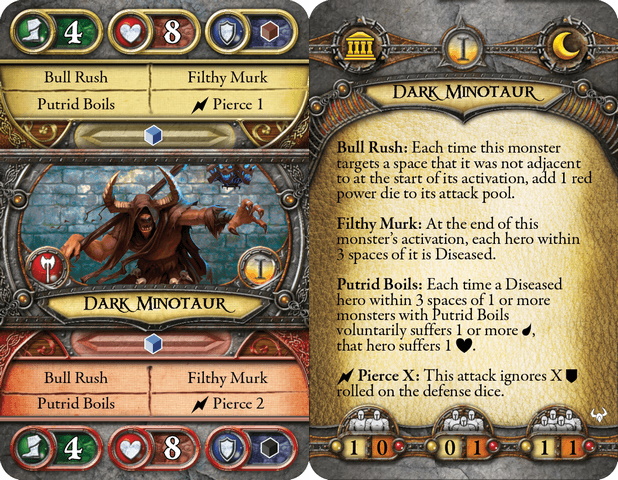 4 8
Bull Rush Filthy Murk
Putrid Boils Pierce 1
I
Dark Minotaur
Bull Rush Filthy Murk
Putrid Boils Pierce 2
4 8
I
Dark Minotaur
Bull Rush: Each time this monster
targets a space that it was not adjacent
to at the start of its activation, add 1 red
power die to its attack pool.
Filthy Murk: At the end of this
monster's activation, each hero within
3 spaces of it is Diseased.
Putrid Boils: Each time a Diseased
hero within 3 spaces of 1 or more
monsters with Putrid Boils
voluntarily suffers 1 or more ,
that hero suffers 1 .
Pierce X: This attack ignores X
rolled on the defense dice.
1 0 0 1 1 1